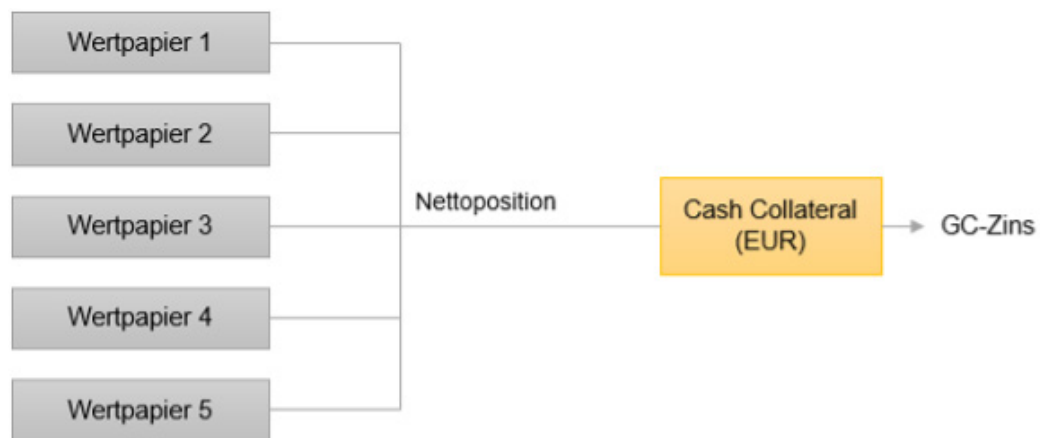 Wertpapier 1
Wertpapier 2
Wertpapier 3
Wertpapier 4
Wertpapier 5
Nettoposition
Cash Collateral
(EUR)
GC-Zins